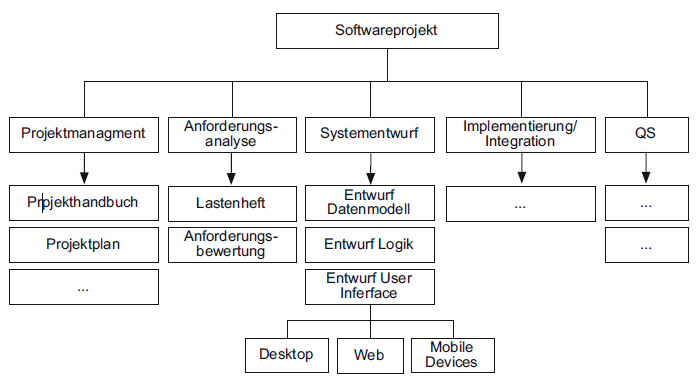 Softwareprojekt
Projektmanagment
Anforderungs-
analyse
Systementwurf
Implementierung/
Integration
QS
Projekthandbuch
Lastenheft
Entwurf
Datenmodell
...
...
Projektplan
Anforderungs-
bewertung
Entwurf Logik
...
...
Entwurf User
Inferface
Desktop
Web
Mobile
Devices